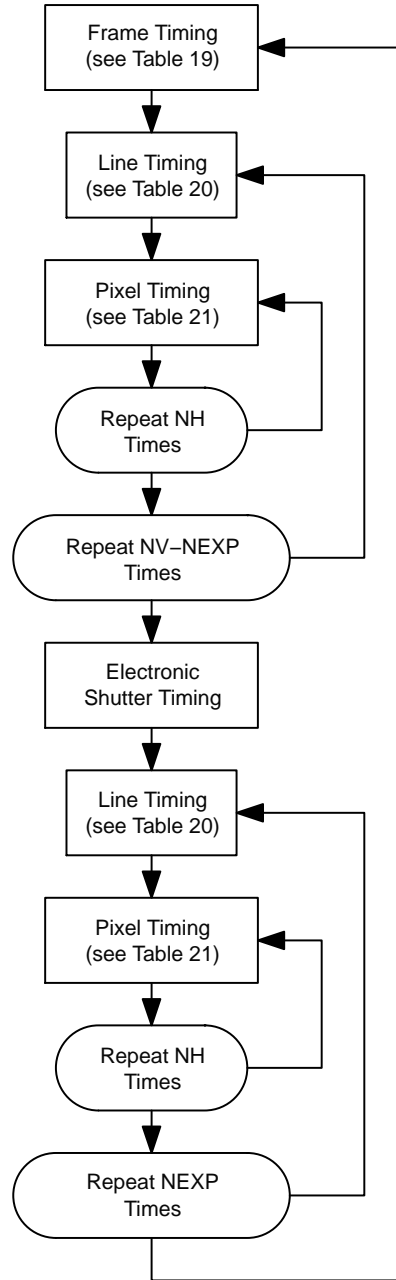 Frame Timing
(see Table 19)
Line Timing
(see Table 20)
Pixel Timing
(see Table 21)
Repeat NH
Times
Repeat NV−NEXP
Times
Electronic
Shutter Timing
Line Timing
(see Table 20)
Pixel Timing
(see Table 21)
Repeat NH
Times
Repeat NEXP
Times